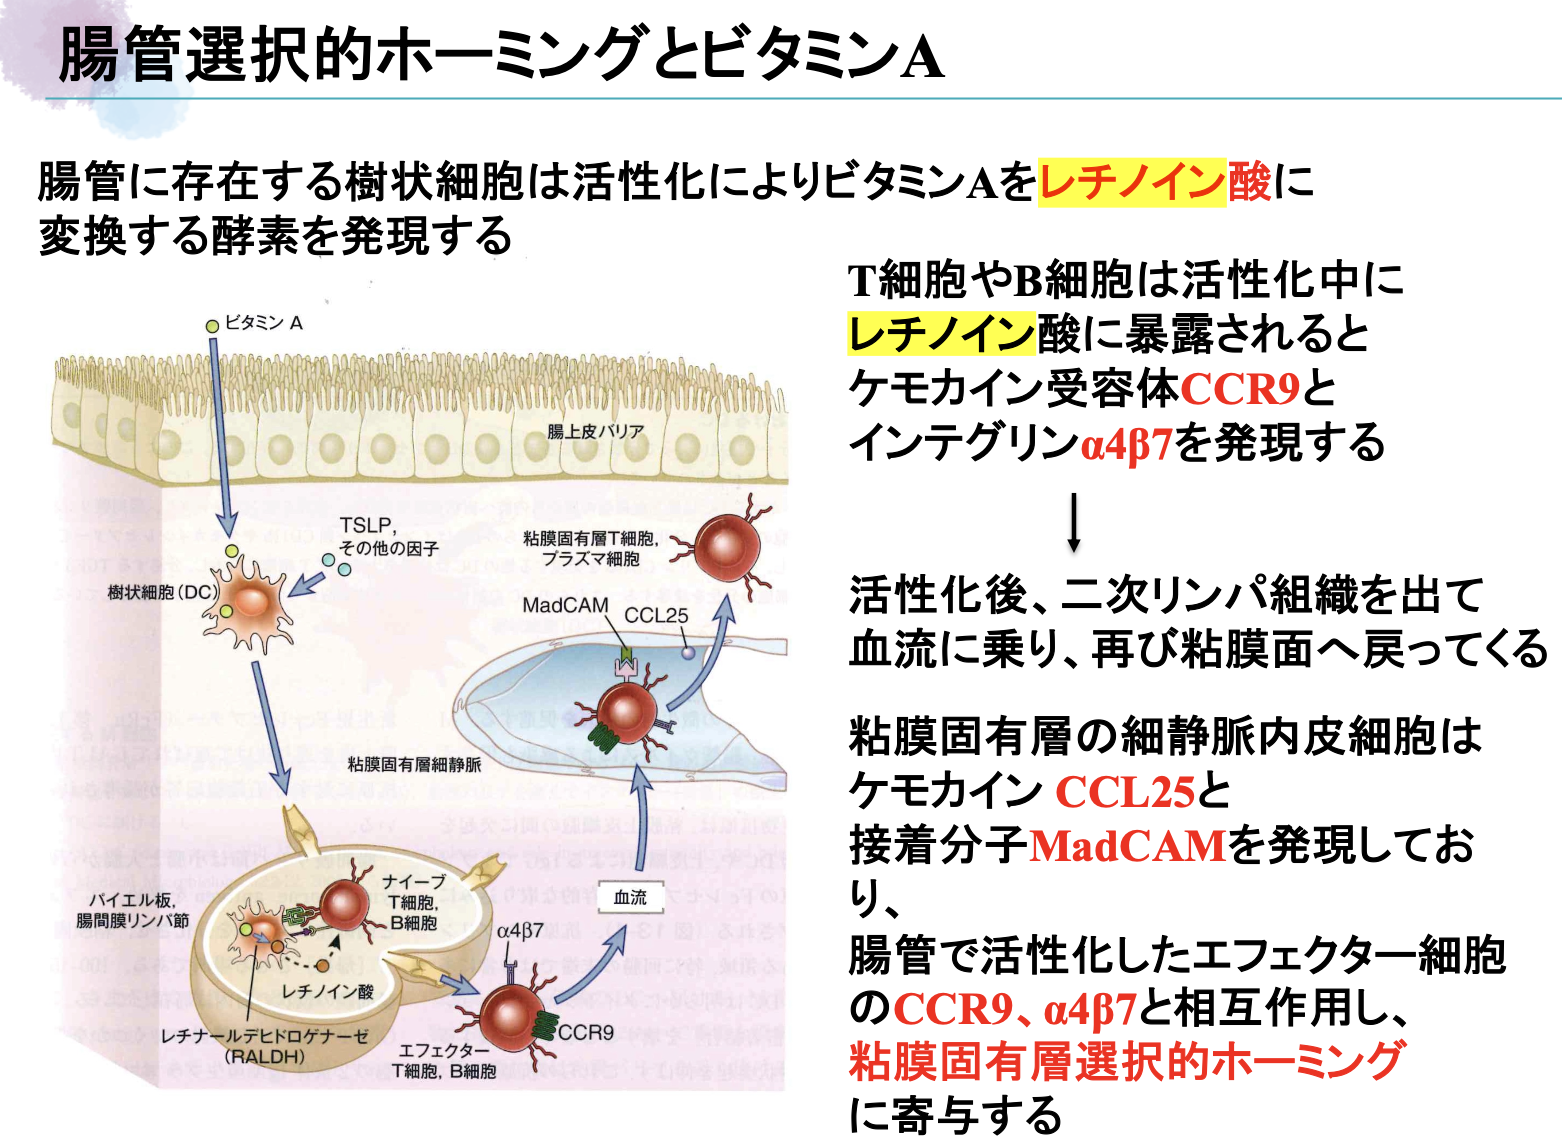 腸管選択的ホーミングとビタミンA
腸管に存在する樹状細胞は活性化によりビタミンAをレチノイン酸に
変換する酵素を発現する
T細胞やB細胞は活性化中に
レチノイン酸に暴露されると
ケモカイン受容体CCR9と
インテグリンα4β7を発現する
活性化後、二次リンパ組織を出て
血流に乗り、再び粘膜面へ戻ってくる
粘膜固有層の細静脈内皮細胞は
ケモカイン CCL25と
接着分子MadCAMを発現してお
り、
腸管で活性化したエフェクター細胞
のCCR9、α4β7と相互作用し、
粘膜固有層選択的ホーミング
に寄与する
ビタミン A
腸上皮バリア
TSLP,
その他の因子
樹状細胞(DC)
粘膜固有層T細胞,
プラズマ細胞
MadCAM
CCL25
粘膜固有層細静脈
パイエル板,
腸間膜リンパ節
ナイーブ
T細胞,
B細胞
レチノイン酸
レチナールデヒドロゲナーゼ
(RALDH)
血流
α4β7
CCR9
エフェクター
T細胞, B細胞